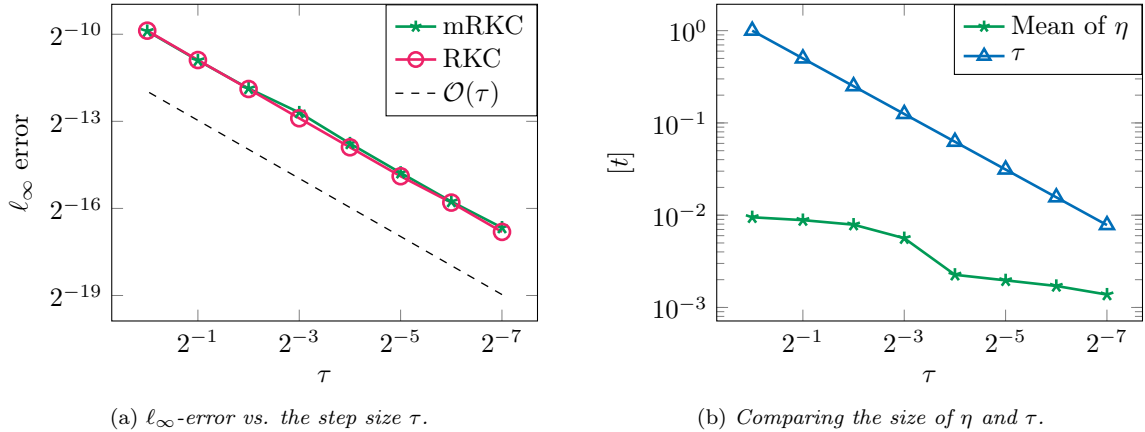 2^{-10}
2^{-13}
2^{-16}
2^{-19}
ℓ∞ error
mRKC
RKC
𝒪(τ)
2^{-1} 2^{-3} 2^{-5} 2^{-7}
τ
(a) ℓ∞-error vs. the step size τ.
10^0
10^{-1}
10^{-2}
10^{-3}
[t]
Mean of η
τ
2^{-1} 2^{-3} 2^{-5} 2^{-7}
τ
(b) Comparing the size of η and τ.